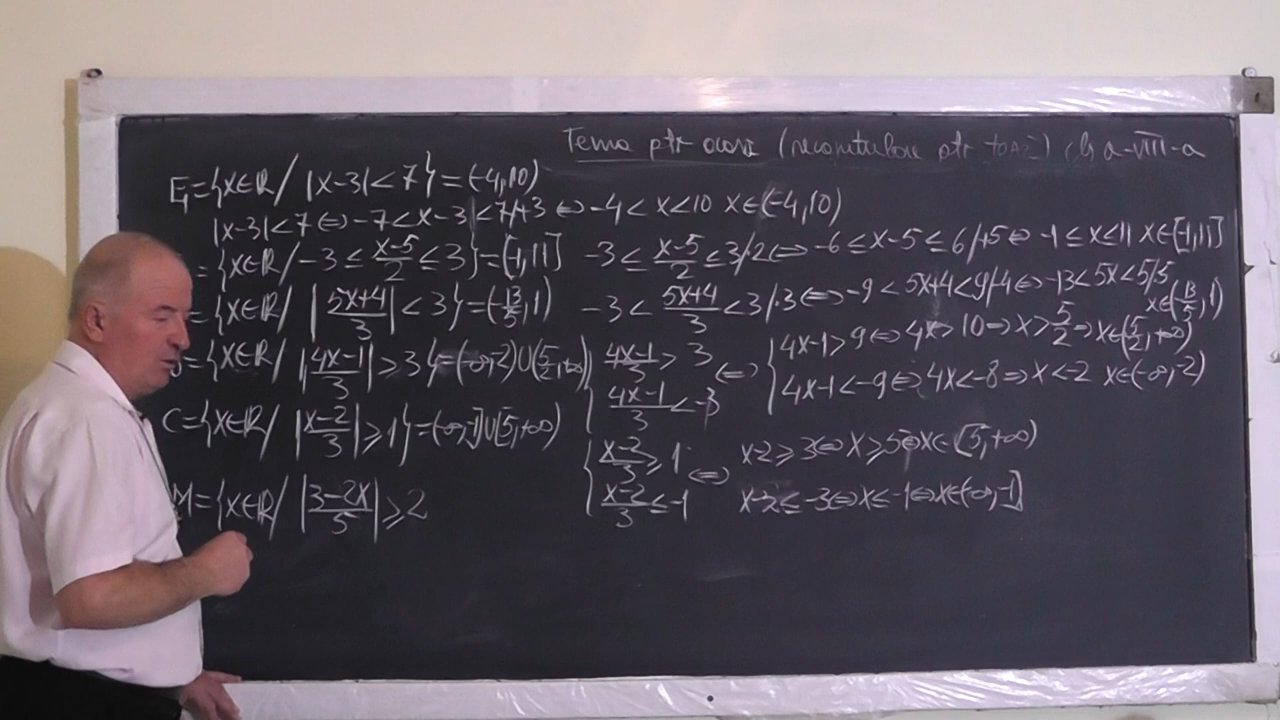 Tema ptr acasă ( ptr ) cls a-VIII-a
E={x∈R/ |x-3|<7}=(-4,10)
|x-3|<7⇔-7<x-3<7/+3⇔-4<x<10 x∈(-4,10)
={x∈R/-3≤(x-5)/2≤3}=[-1,11] -3≤(x-5)/2≤3/·2⇔-6≤x-5≤6/+5⇔-1≤x≤11 x∈[-1,11]
={x∈R/ |(5x+4)/3|<3}=(-13/5,1) -3<(5x+4)/3<3/·3⇔-9<5x+4<9/-4⇔-13<5x<5/:5 x∈(-13/5,1)
={x∈R/ |(4x-1)/3|>3}=(-∞,-2)∪(5/2,+∞) { (4x-1)/3>3 ⇔ { 4x-1>9⇔4x>10⇒x>5/2⇒x∈(5/2,+∞)
(4x-1)/3<-3 4x-1<-9⇔4x<-8⇒x<-2 x∈(-∞,-2)
C={x∈R/ |(x-2)/3|≥1}=(-∞,-1]∪[5,+∞) { (x-2)/3≥1 ⇔ x-2≥3⇔x≥5⇔x∈[5,+∞)
(x-2)/3≤-1 x-2≤-3⇔x≤-1⇔x∈(-∞,-1]
M={x∈R/ |(3-2x)/5|≥2